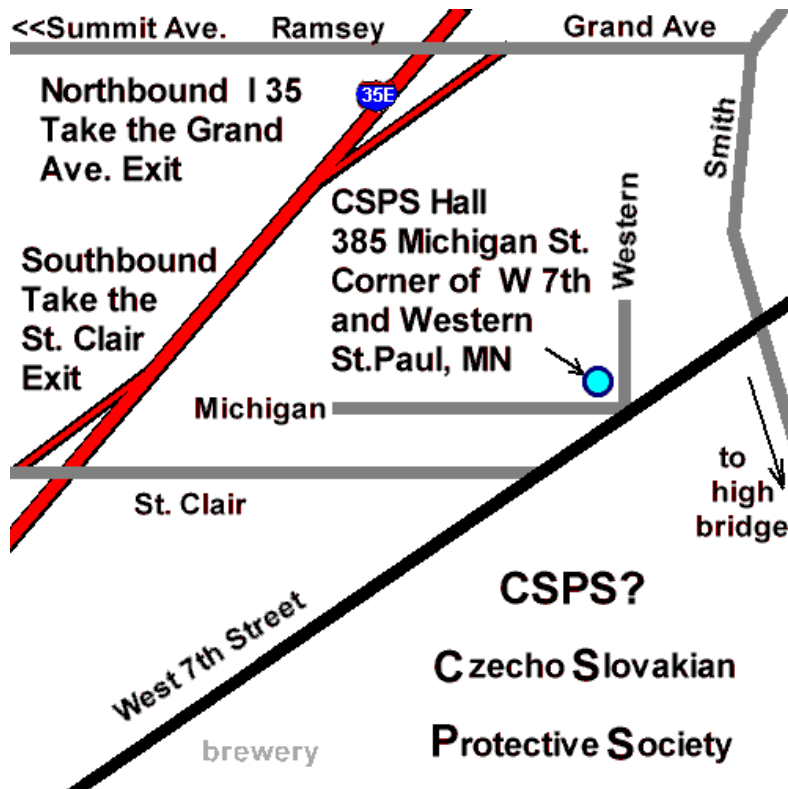 <<Summit Ave. Ramsey Grand Ave
Northbound I 35
Take the Grand
Ave. Exit
35E
Smith
CSPS Hall
385 Michigan St.
Corner of W 7th
and Western
St.Paul, MN
Western
Southbound
Take the
St. Clair
Exit
Michigan
St. Clair
to
high
bridge
West 7th Street
CSPS?
Czecho Slovakian
Protective Society
brewery